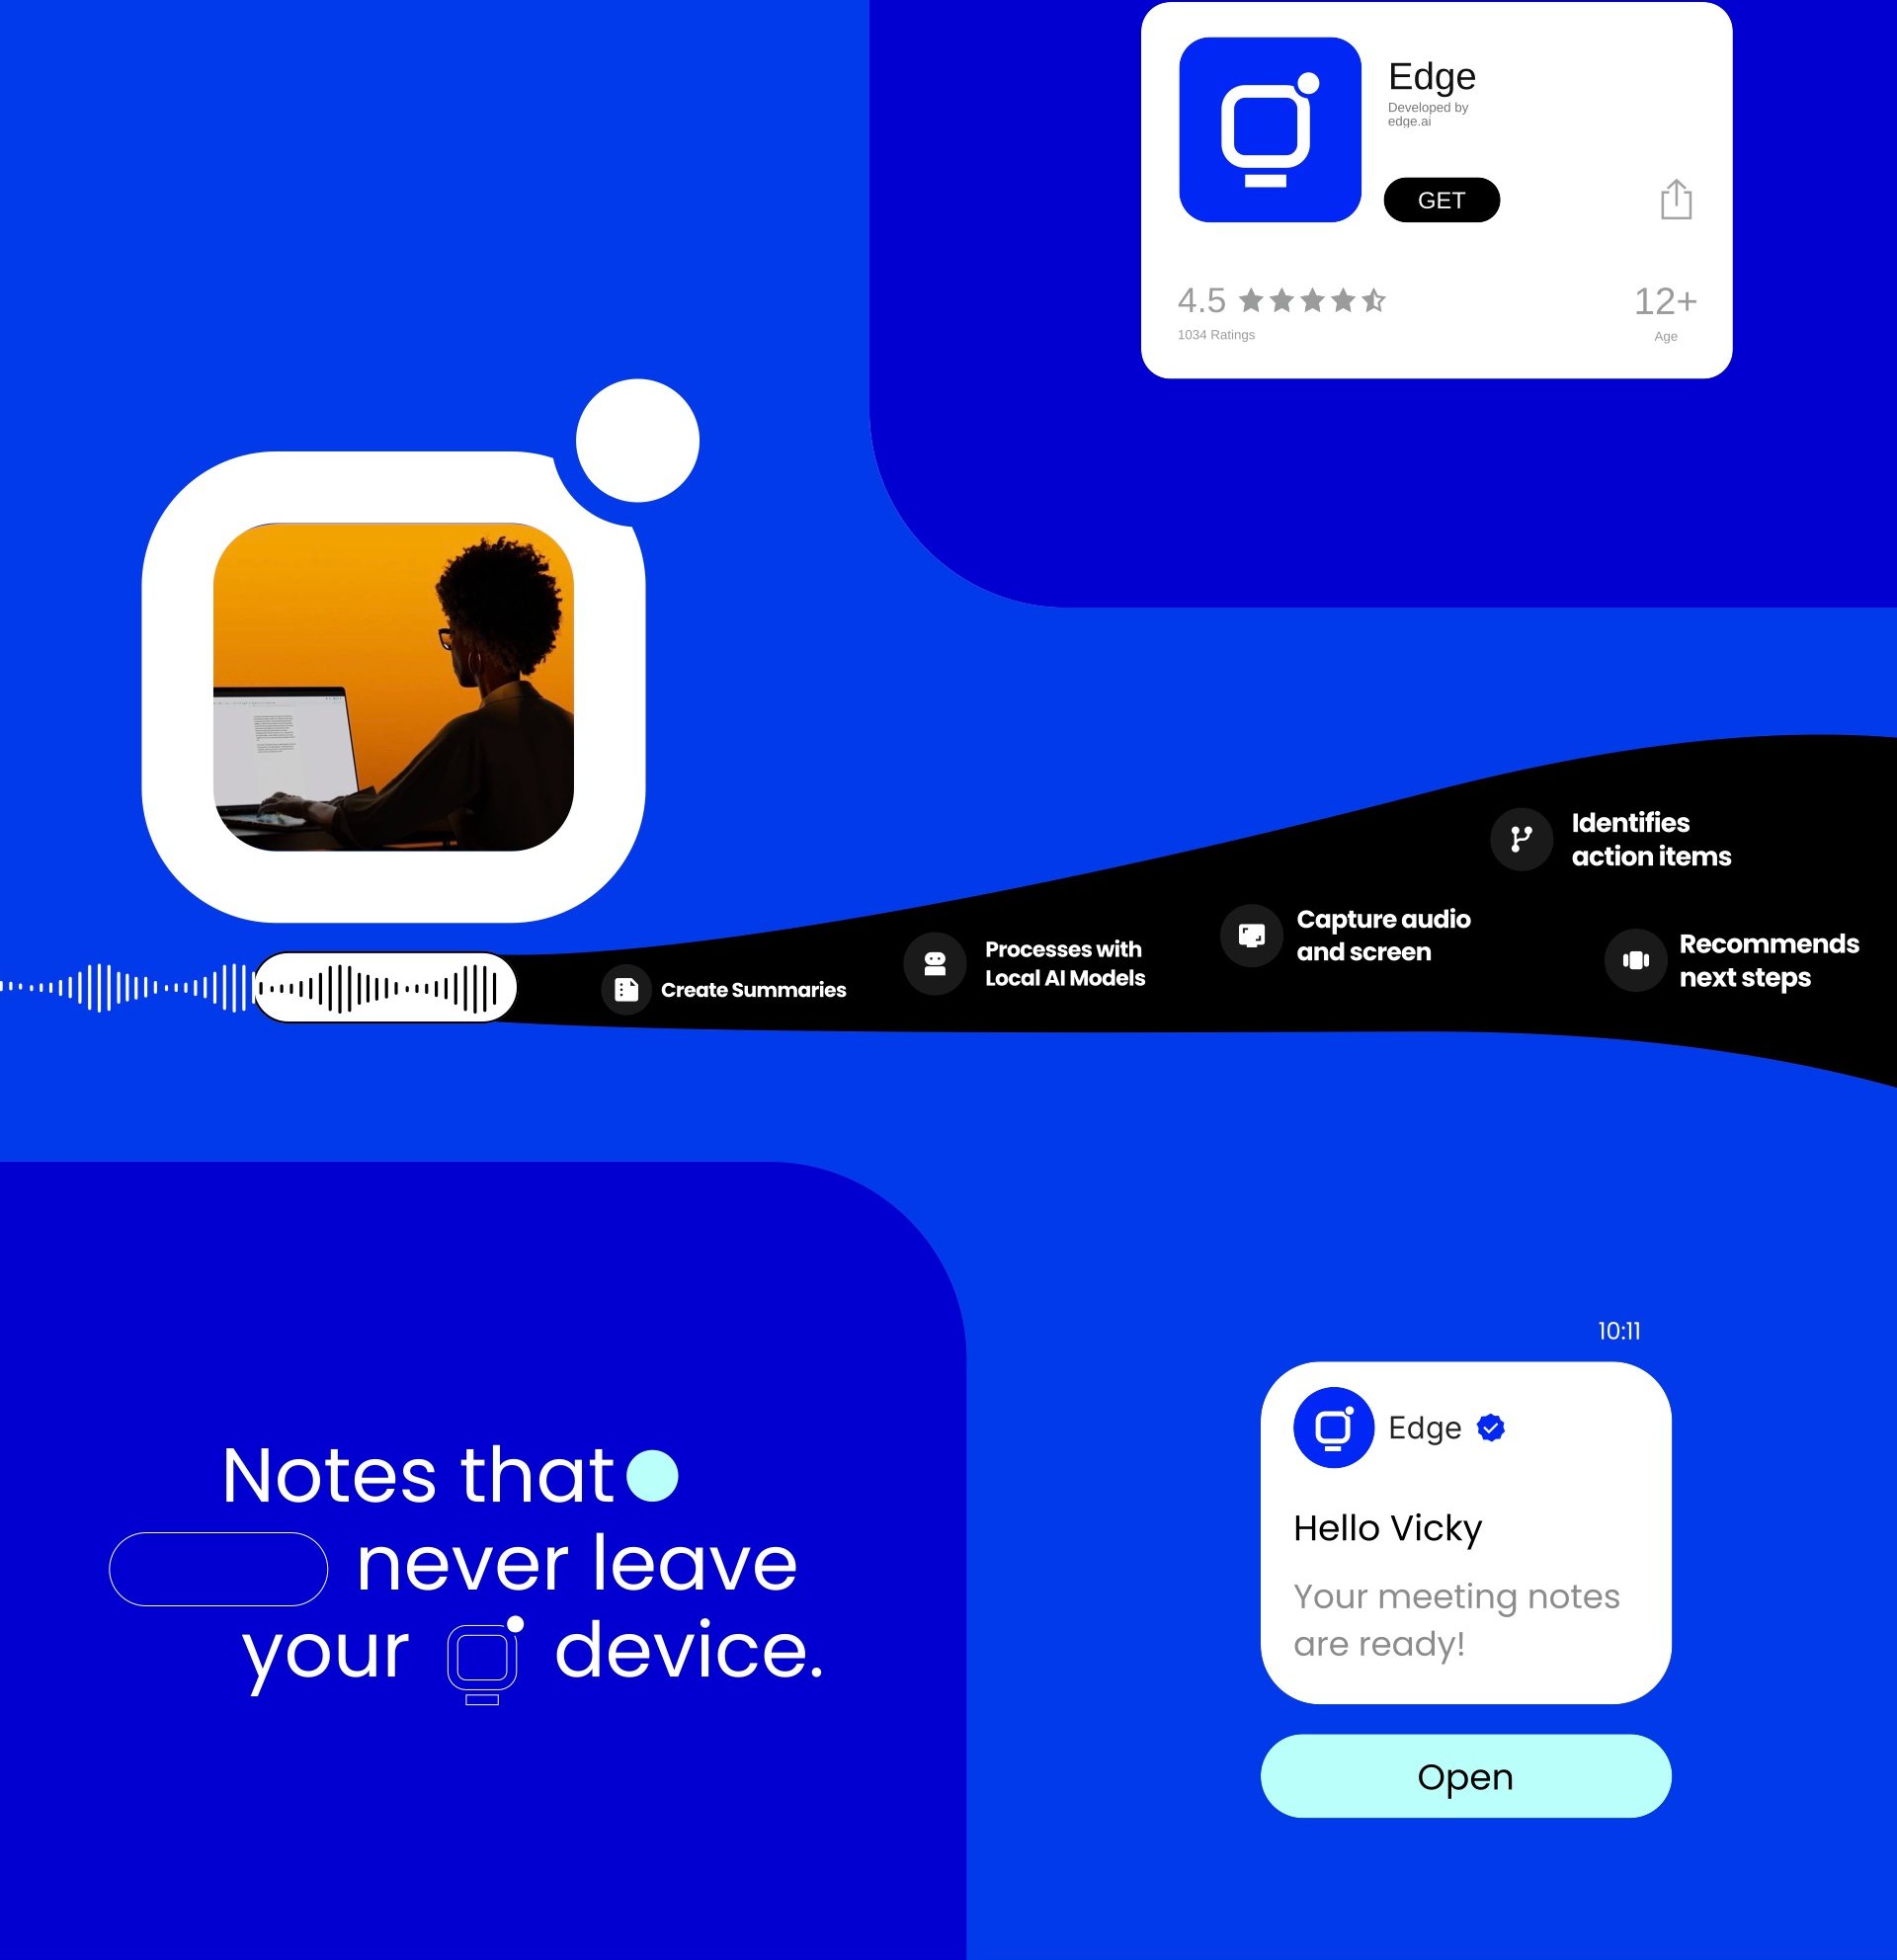 Edge
Developed by
edge.ai
GET
4.5
12+
1034 Ratings
Age
Identifies
action items
Capture audio
and screen
Processes with
Local AI Models
Recommends
next steps
Create Summaries
Notes that
never leave
your device.
10:11
Edge
Hello Vicky
Your meeting notes
are ready!
Open